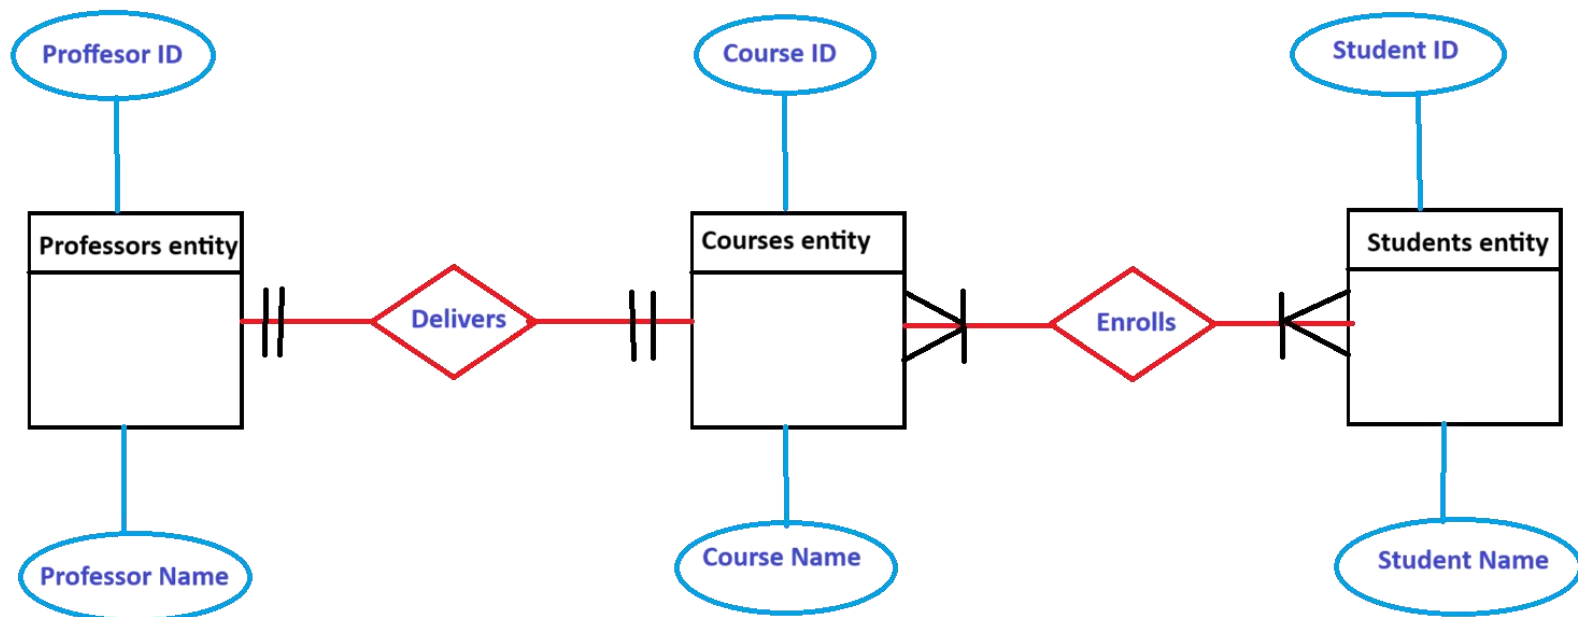 Proffesor ID
Course ID
Student ID
Professors entity
Courses entity
Students entity
Delivers
Enrolls
Professor Name
Course Name
Student Name